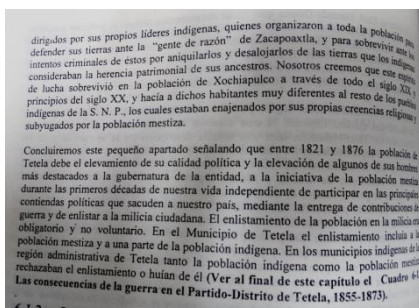 dirigidos por sus propios líderes indígenas, quienes organizaron a toda la población para
defender sus tierras ante la "gente de razón" de Zacapoaxtla, y para sobrevivir ante los
intentos criminales de éstos por aniquilarlos y desalojarlos de las tierras que los indígenas
consideraban la herencia patrimonial de sus ancestros. Nosotros creemos que este
de lucha sobrevivió en la población de Xochiapulco a través de todo el siglo XIX y
principios del siglo XX, y hacía a dichos habitantes muy diferentes al resto de los
indígenas de la S. N. P., los cuales estaban enajenados por sus propias creencias religiosas y
subyugados por la población mestiza.
Concluiremos este pequeño apartado señalando que entre 1821 y 1876 la población de
Tetela debe el elevamiento de su calidad política y la elevación de algunos de sus hombres
más destacados a la gubernatura de la entidad, a la iniciativa de la población mestiza
durante las primeras décadas de nuestra vida independiente de participar en las principales
contiendas políticas que sacuden a nuestro país, mediante la entrega de contribuciones de
guerra y de enlistar a la milicia ciudadana. El enlistamiento de la población en la milicia era
obligatorio y no voluntario. En el Municipio de Tetela el enlistamiento incluía a la
población mestiza y a una parte de la población indígena. En los municipios indígenas de la
región administrativa de Tetela tanto la población indígena como la población mestiza
rechazaban el enlistamiento o huían de él (Ver al final de este capítulo el Cuadro
Las consecuencias de la guerra en el Partido-Distrito de Tetela, 1855-1873).